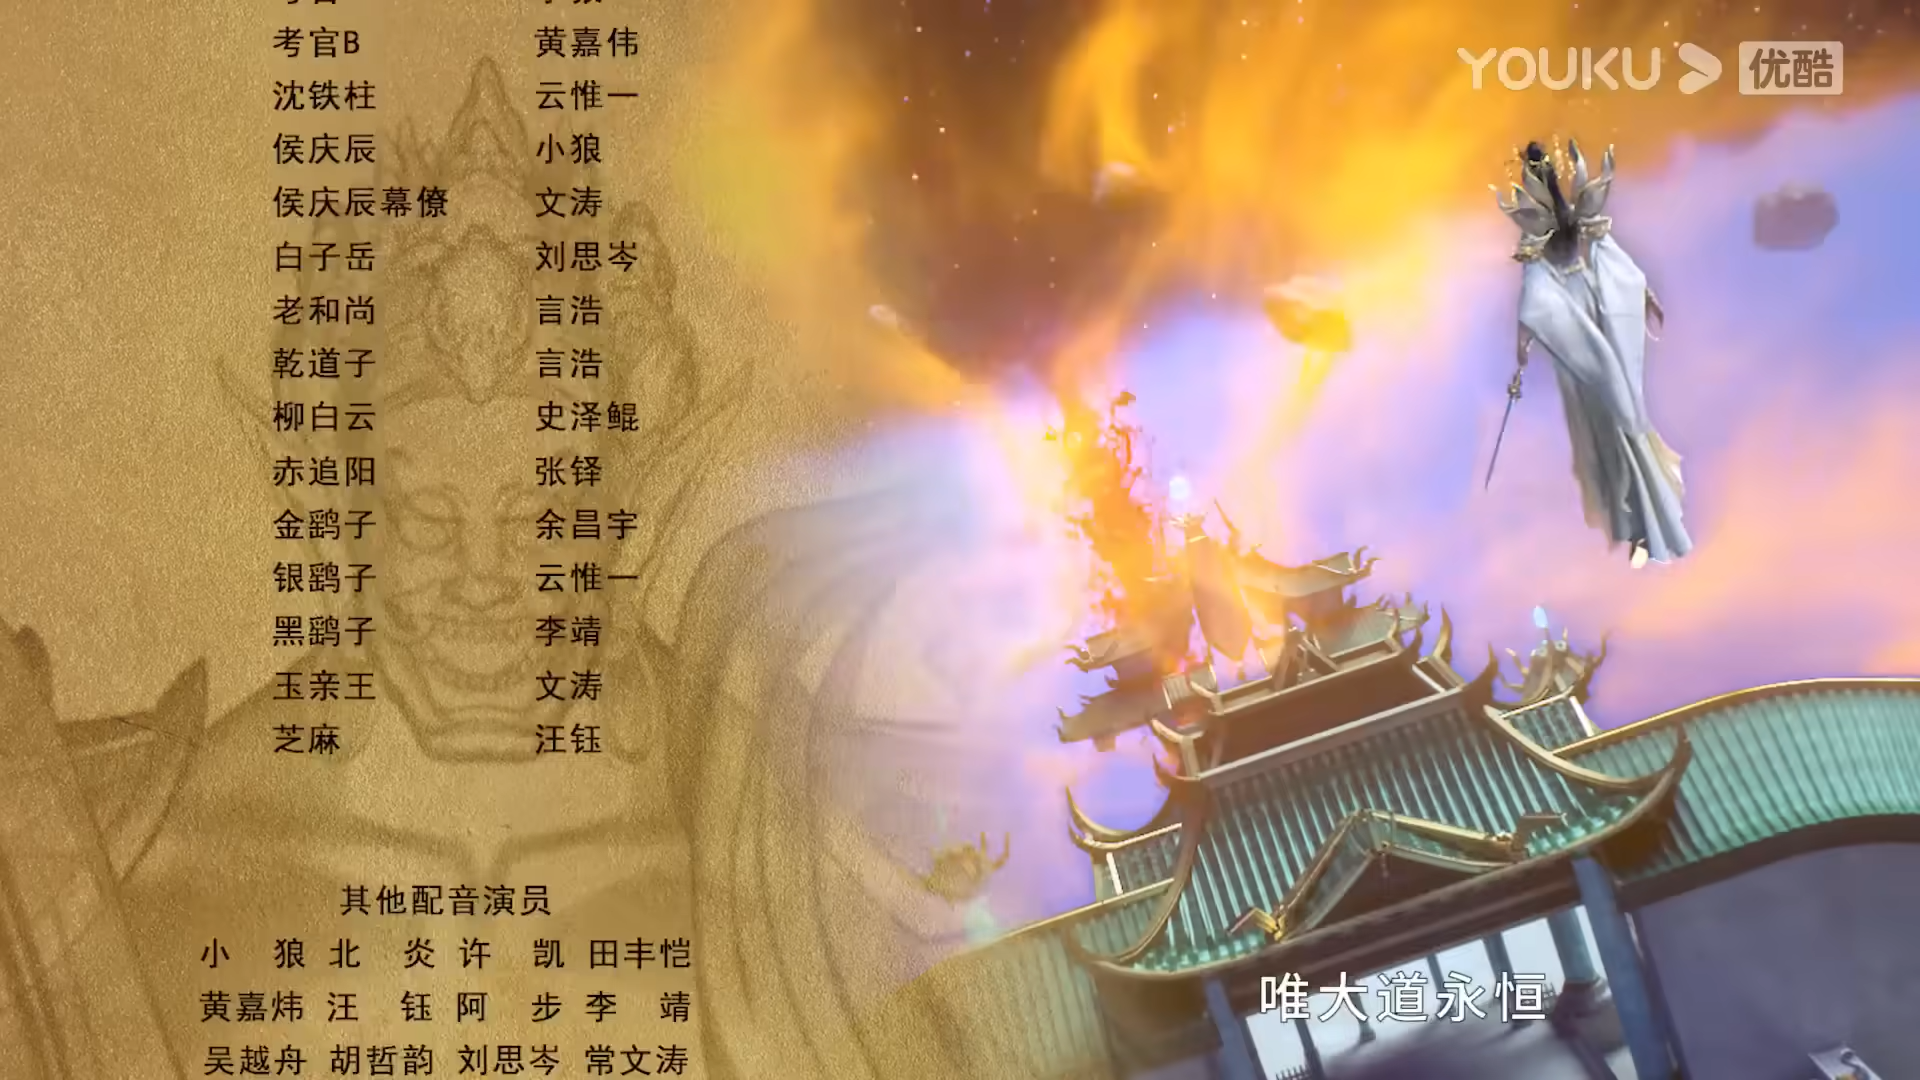 考官B 黄嘉伟
沈铁柱 云惟一
侯庆辰 小狼
侯庆辰幕僚 文涛
白子岳 刘思岑
老和尚 言浩
乾道子 言浩
柳白云 史泽鲲
赤追阳 张铎
金鹞子 余昌宇
银鹞子 云惟一
黑鹞子 李靖
玉亲王 文涛
芝麻 汪钰
其他配音演员
小狼 北炎 许凯 田丰恺
黄嘉炜 汪钰 阿步 李靖
吴越舟 胡哲韵 刘思岑 常文涛
YOUKU 优酷
唯大道永恒